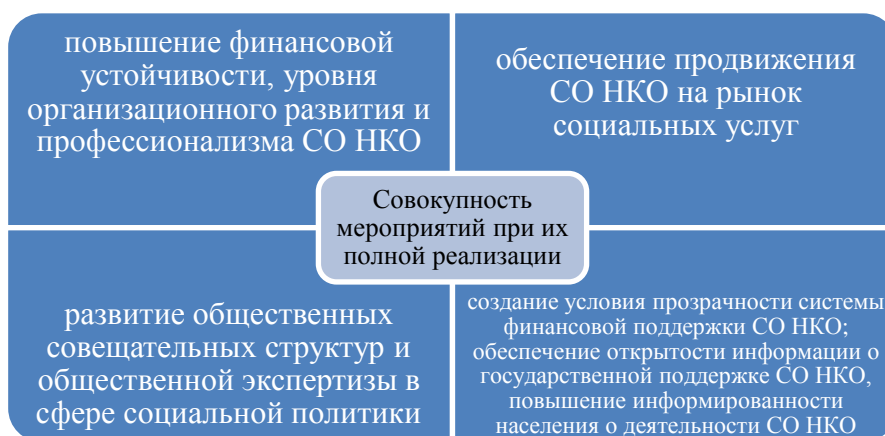 повышение финансовой
устойчивости, уровня
организационного развития и
профессионализма СО НКО
обеспечение продвижения
СО НКО на рынок
социальных услуг
Совокупность
мероприятий при их
полной реализации
развитие общественных
совещательных структур и
общественной экспертизы в
сфере социальной политики
создание условия прозрачности системы
финансовой поддержки СО НКО;
обеспечение открытости информации о
государственной поддержке СО НКО,
повышение информированности
населения о деятельности СО НКО